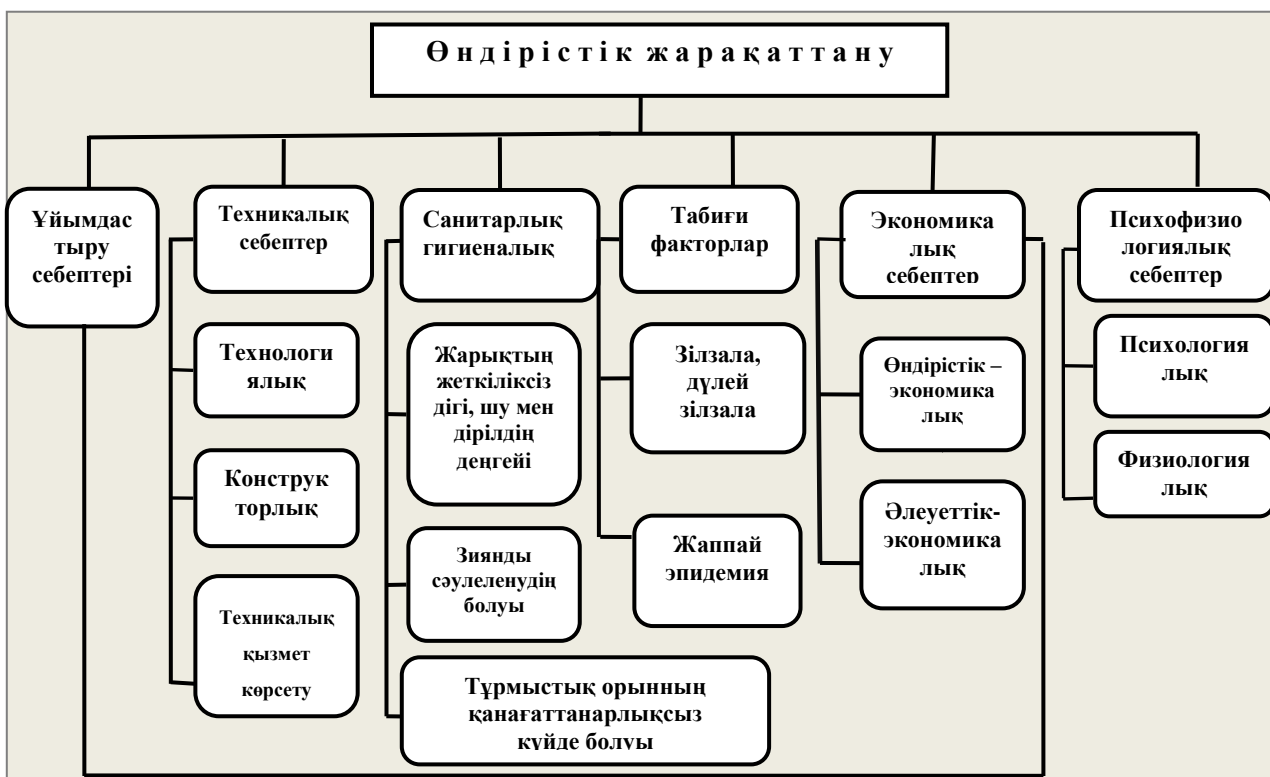 Ө н д і р і с т і к ж а р а қ а т т а н у
Ұйымдас
тыру
себептері
Техникалық
себептер
Технологи
ялық
Конструк
торлық
Техникалық
қызмет
көрсету
Санитарлық
гигиеналық
Жарықтың
жеткіліксіз
дігі, шу мен
дірілдің
деңгейі
Зиянды
сәулеленудің
болуы
Тұрмыстық орынның
қанағаттанарлықсыз
күйде болуы
Табиғи
факторлар
Зілзала,
дүлей
зілзала
Жаппай
эпидемия
Экономика
лық
себептер
Өндірістік –
экономика
лық
Әлеуеттік-
экономика
лық
Психофизио
логиялық
себептер
Психология
лық
Физиология
лық